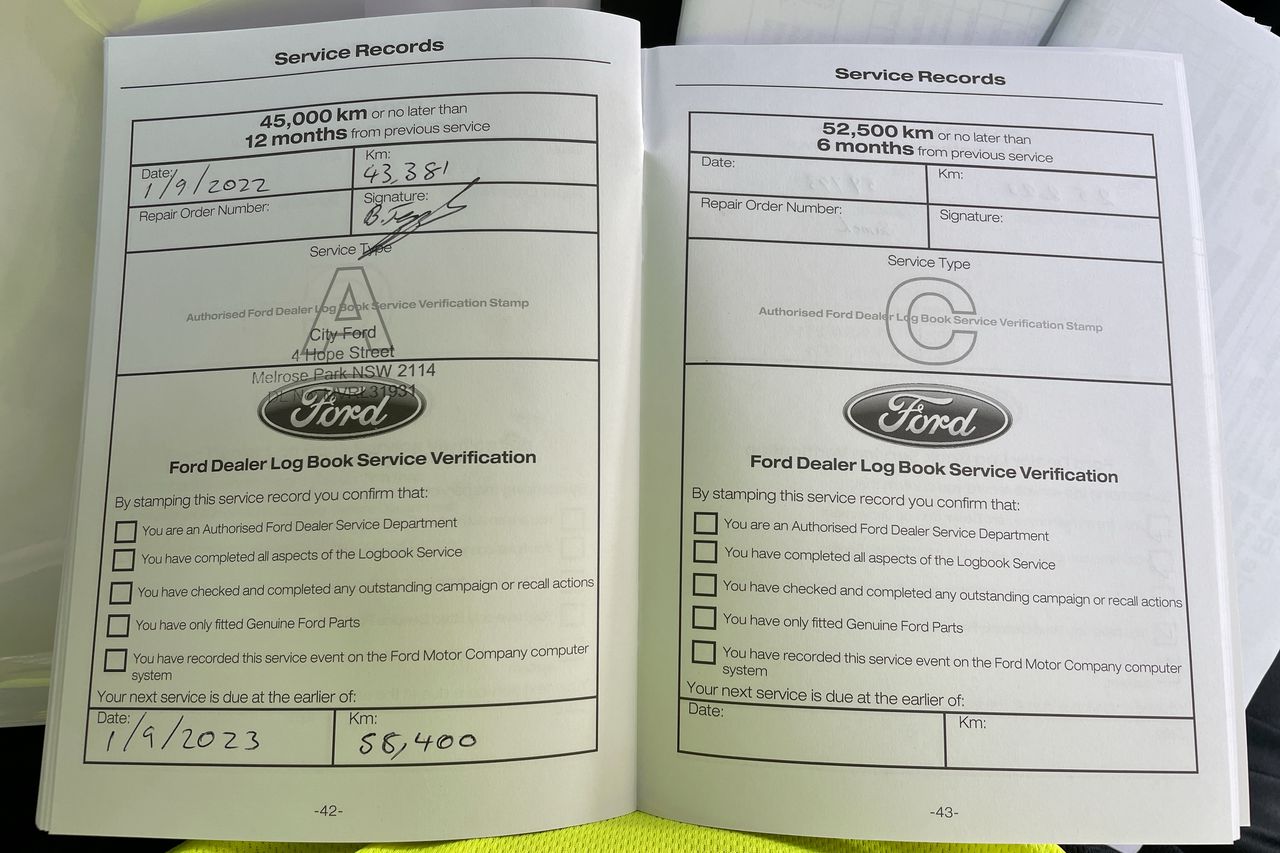 Service Records
45,000 km or no later than
12 months from previous service
Date: 1/9/2022
Km: 43,381
Repair Order Number:
Signature:
Service Type
A
Authorised Ford Dealer Log Book Service Verification Stamp
City Ford
4 Hope Street
Melrose Park NSW 2114
MVRL31931
Ford
Ford Dealer Log Book Service Verification
By stamping this service record you confirm that:
You are an Authorised Ford Dealer Service Department
You have completed all aspects of the Logbook Service
You have checked and completed any outstanding campaign or recall actions
You have only fitted Genuine Ford Parts
You have recorded this service event on the Ford Motor Company computer
system
Your next service is due at the earlier of:
Date: 1/9/2023
Km: 58,400
-42-
Service Records
52,500 km or no later than
6 months from previous service
Date:
Km:
Repair Order Number:
Signature:
Service Type
C
Authorised Ford Dealer Log Book Service Verification Stamp
Ford
Ford Dealer Log Book Service Verification
By stamping this service record you confirm that:
You are an Authorised Ford Dealer Service Department
You have completed all aspects of the Logbook Service
You have checked and completed any outstanding campaign or recall actions
You have only fitted Genuine Ford Parts
You have recorded this service event on the Ford Motor Company computer
system
Your next service is due at the earlier of:
Date:
Km:
-43-